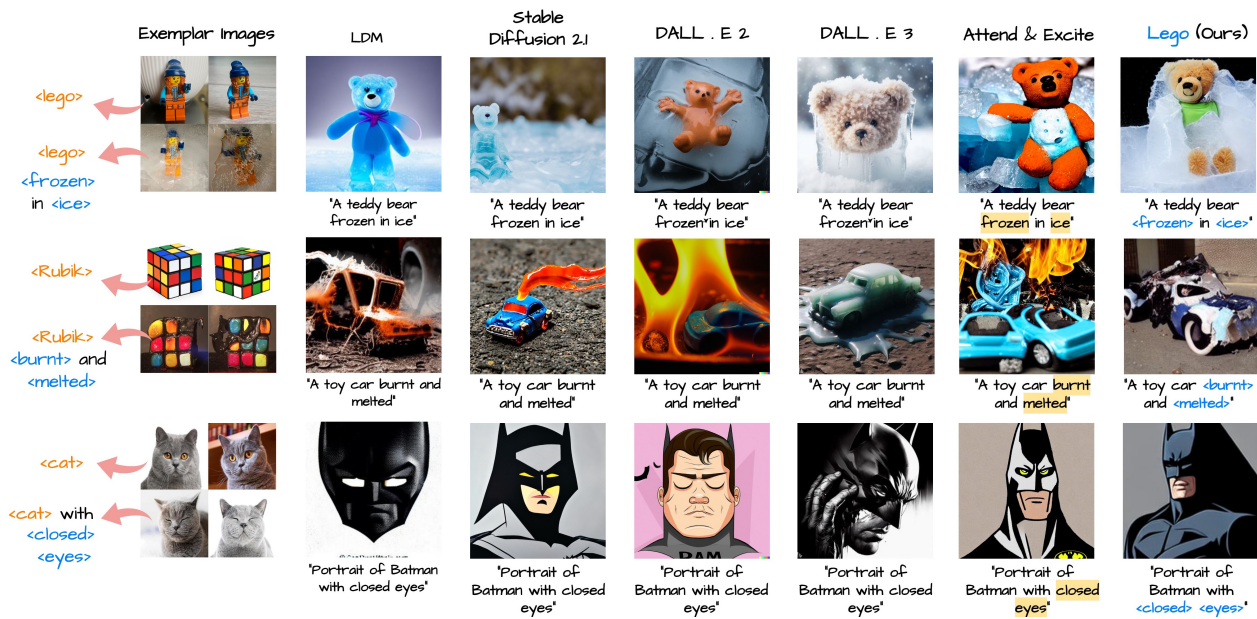 Exemplar Images
LDM
Stable
Diffusion 2.1
DALL . E 2
DALL . E 3
Attend & Excite
Lego (Ours)
<lego>
<lego>
<frozen>
in <ice>
"A teddy bear
frozen in ice"
"A teddy bear
frozen in ice"
"A teddy bear
frozen*in ice"
"A teddy bear
frozen*in ice"
"A teddy bear
frozen in ice"
"A teddy bear
<frozen> in <ice>"
<Rubik>
<Rubik>
<burnt> and
<melted>
"A toy car burnt and
melted"
"A toy car burnt
and melted"
"A toy car burnt
and melted"
"A toy car burnt
and melted"
"A toy car burnt
and melted"
"A toy car <burnt>
and <melted>"
<cat>
<cat> with
<closed>
<eyes>
"Portrait of Batman
with closed eyes"
"Portrait of
Batman with closed
eyes"
BAM
"Portrait of
Batman with closed
eyes"
"Portrait of
Batman with closed
eyes"
"Portrait of
Batman with closed
eyes"
"Portrait of
Batman with
<closed> <eyes>"